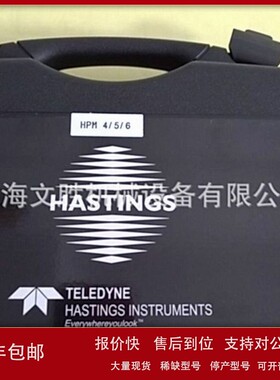 HPM 4/5/6
海文胜机械设备有限公
HASTINGS
TELEDYNE
HASTINGS INSTRUMENTS
Everywhereyoulook™
包邮
报价快 售后到位 支持对公
大量现货 稀缺型号 停产型号 可开